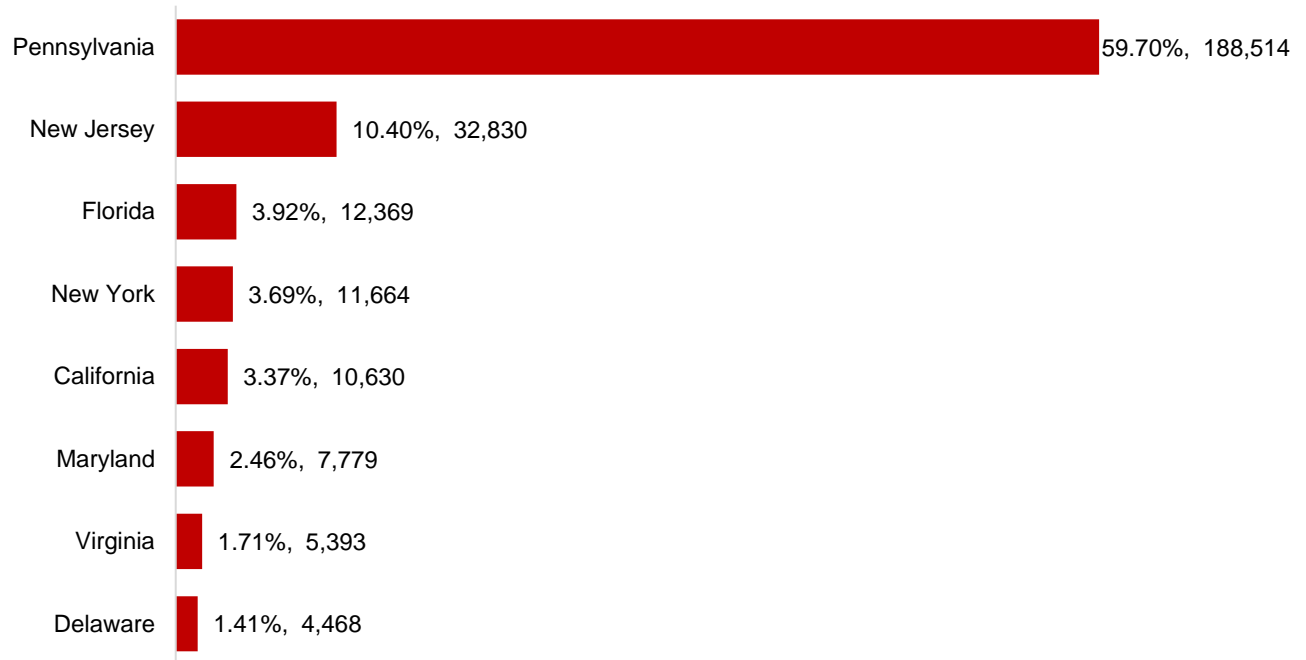 Pennsylvania 59.70%, 188,514
New Jersey 10.40%, 32,830
Florida 3.92%, 12,369
New York 3.69%, 11,664
California 3.37%, 10,630
Maryland 2.46%, 7,779
Virginia 1.71%, 5,393
Delaware 1.41%, 4,468